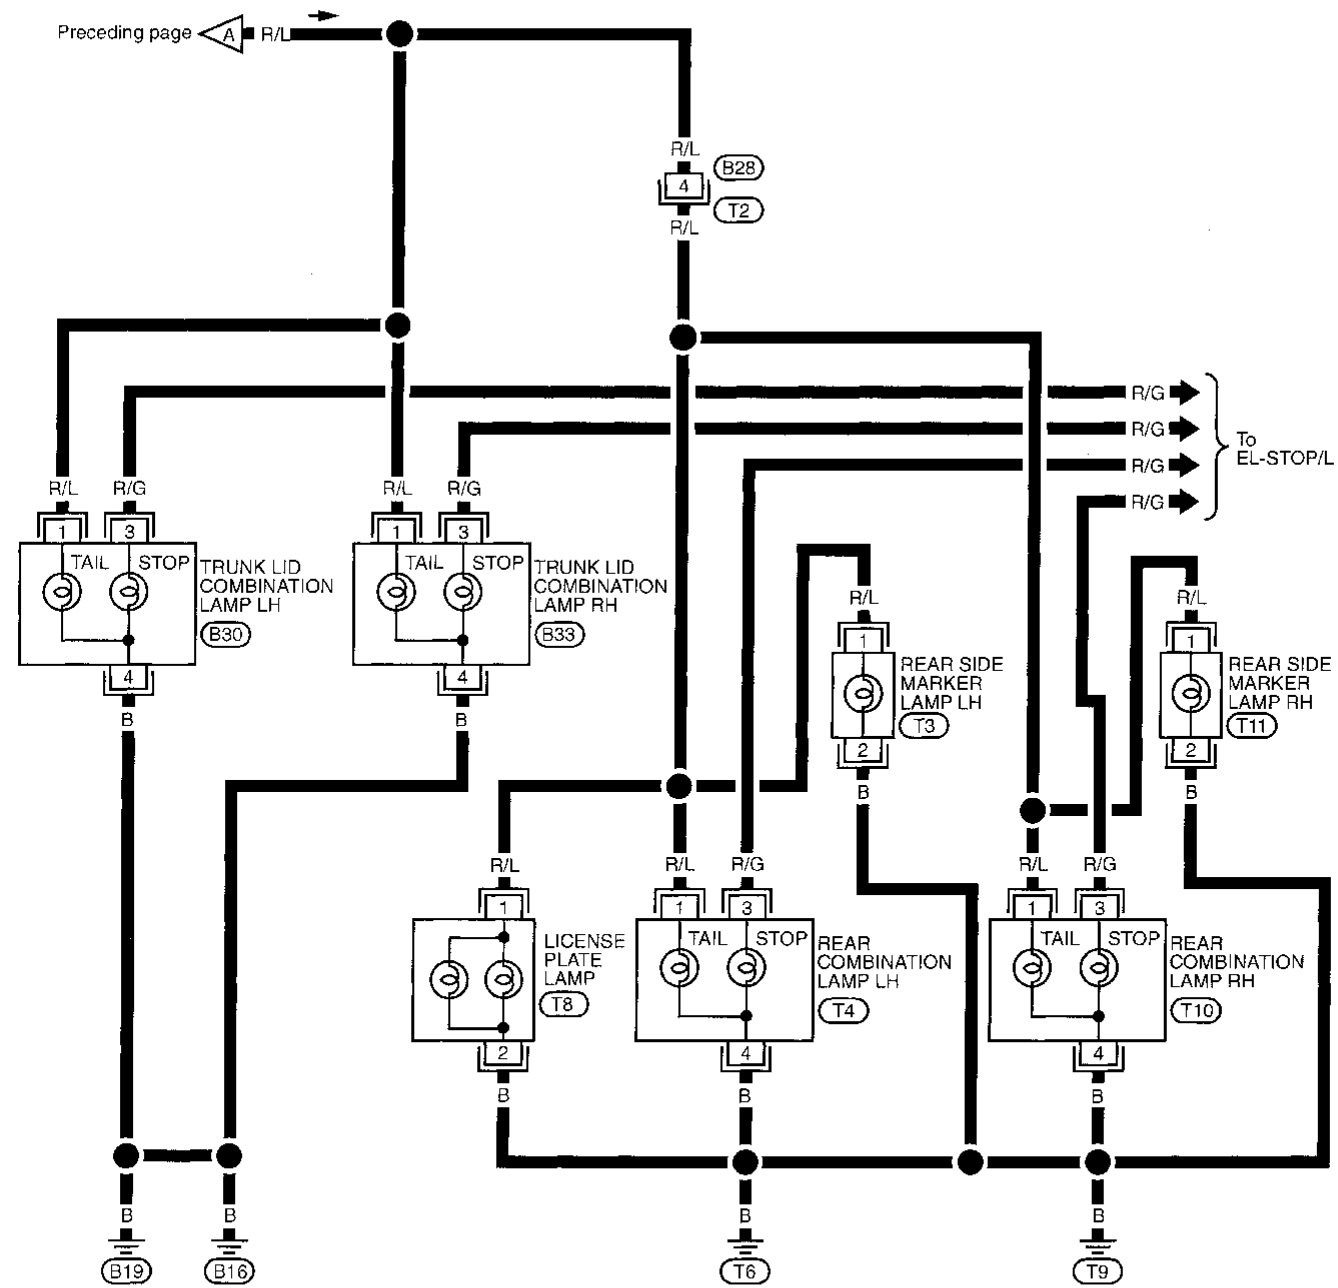 Preceding page A R/L
R/L
B28
4
T2
R/L
R/G
R/G
R/G
R/G
To
EL-STOP/L
R/L R/G
1 3
TAIL STOP
TRUNK LID
COMBINATION
LAMP LH
B30
4
B
R/L R/G
1 3
TAIL STOP
TRUNK LID
COMBINATION
LAMP RH
B33
4
B
R/L
1
REAR SIDE
MARKER
LAMP LH
T3
2
B
R/L
1
REAR SIDE
MARKER
LAMP RH
T11
2
B
R/L
1
LICENSE
PLATE
LAMP
T8
2
B
R/L R/G
1 3
TAIL STOP
REAR
COMBINATION
LAMP LH
T4
4
B
R/L R/G
1 3
TAIL STOP
REAR
COMBINATION
LAMP RH
T10
4
B
B B B B
B19 B16 T6 T9